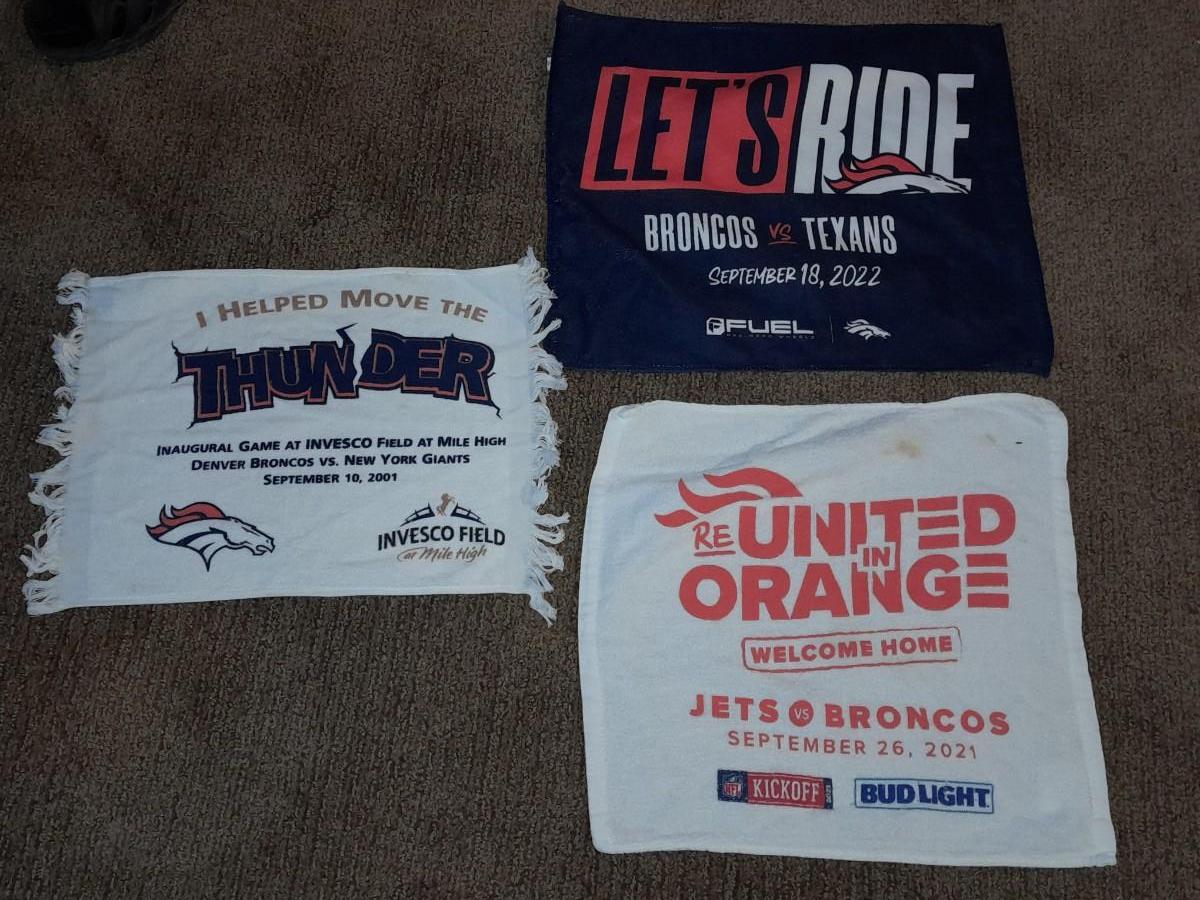 LET'S RIDE
BRONCOS VS TEXANS
SEPTEMBER 18, 2022
FUEL
I HELPED MOVE THE
THUNDER
INAUGURAL GAME AT INVESCO FIELD AT MILE HIGH
DENVER BRONCOS VS. NEW YORK GIANTS
SEPTEMBER 10, 2001
INVESCO FIELD
at Mile High
RE UNITED
IN
ORANGE
WELCOME HOME
JETS VS BRONCOS
SEPTEMBER 26, 2021
NFL KICKOFF 2021
BUD LIGHT